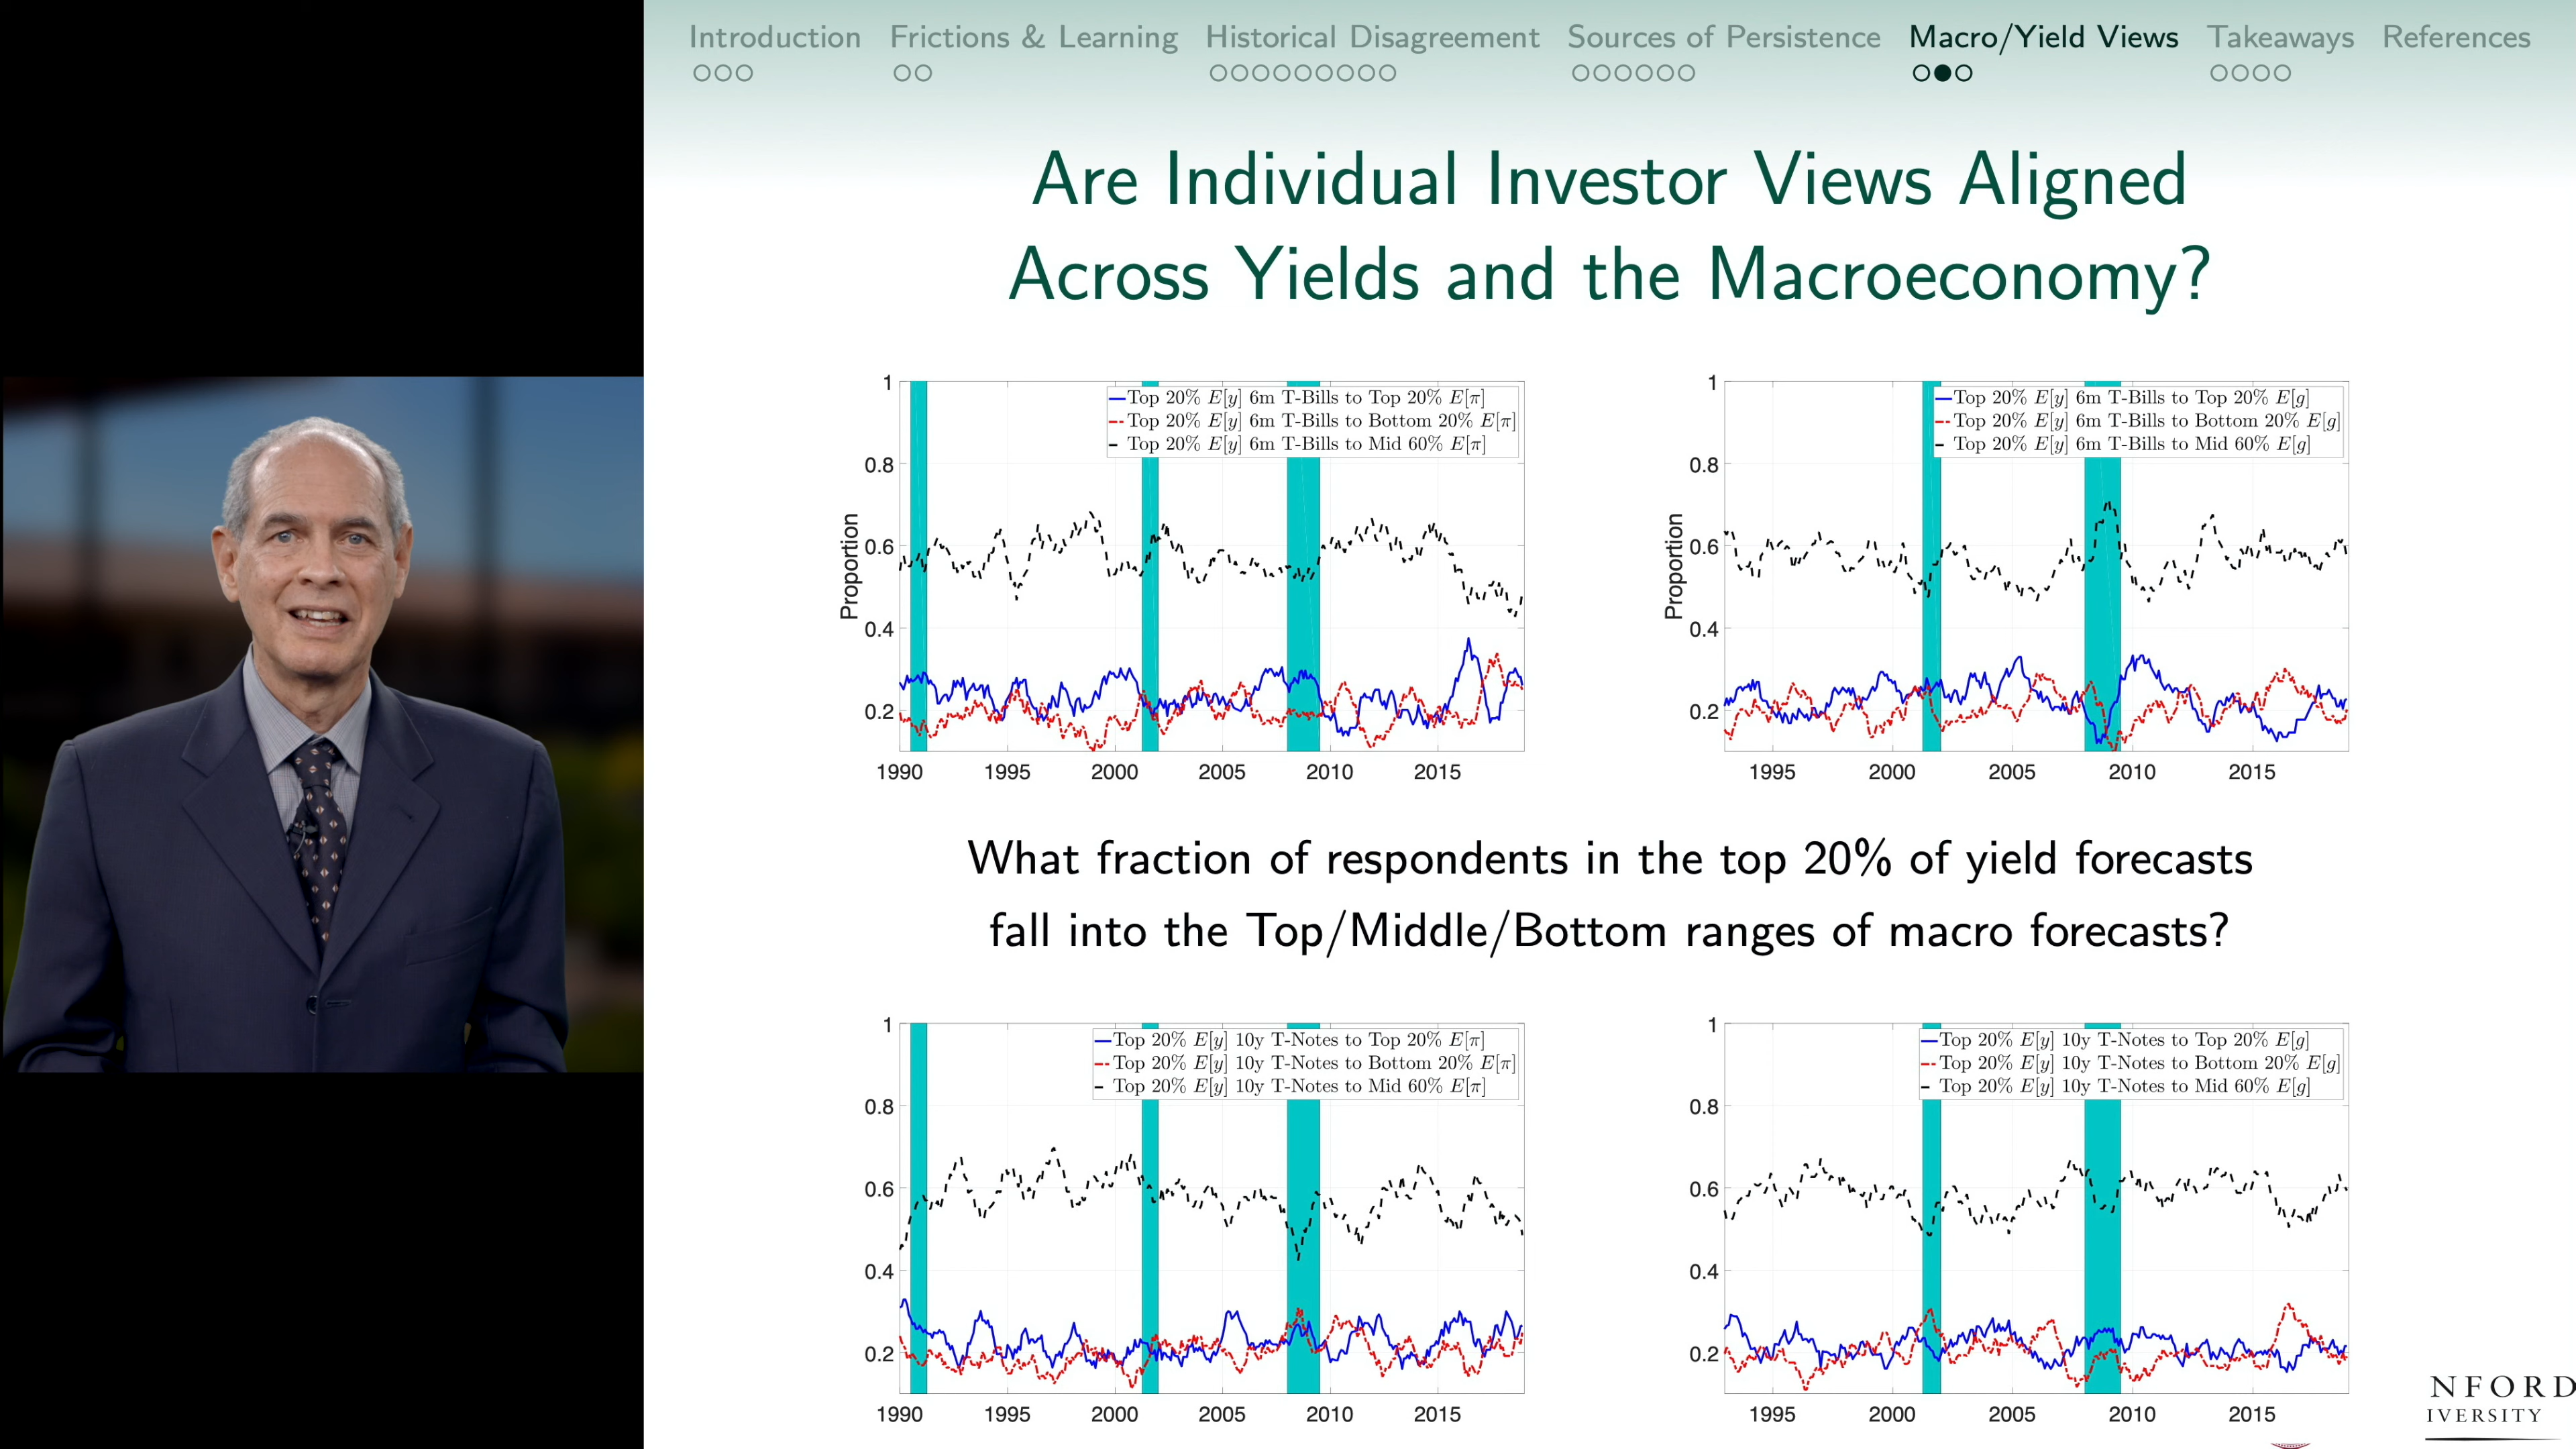 Introduction Frictions & Learning Historical Disagreement Sources of Persistence Macro/Yield Views Takeaways References
Are Individual Investor Views Aligned
Across Yields and the Macroeconomy?
Top 20% E[y] 6m T-Bills to Top 20% E[π]
Top 20% E[y] 6m T-Bills to Bottom 20% E[π]
Top 20% E[y] 6m T-Bills to Mid 60% E[π]
Proportion
1
0.8
0.6
0.4
0.2
1990 1995 2000 2005 2010 2015
Top 20% E[y] 6m T-Bills to Top 20% E[g]
Top 20% E[y] 6m T-Bills to Bottom 20% E[g]
Top 20% E[y] 6m T-Bills to Mid 60% E[g]
Proportion
1
0.8
0.6
0.4
0.2
1995 2000 2005 2010 2015
What fraction of respondents in the top 20% of yield forecasts
fall into the Top/Middle/Bottom ranges of macro forecasts?
Top 20% E[y] 10y T-Notes to Top 20% E[π]
Top 20% E[y] 10y T-Notes to Bottom 20% E[π]
Top 20% E[y] 10y T-Notes to Mid 60% E[π]
1
0.8
0.6
0.4
0.2
1990 1995 2000 2005 2010 2015
Top 20% E[y] 10y T-Notes to Top 20% E[g]
Top 20% E[y] 10y T-Notes to Bottom 20% E[g]
Top 20% E[y] 10y T-Notes to Mid 60% E[g]
1
0.8
0.6
0.4
0.2
1995 2000 2005 2010 2015
NFORD
IVERSITY